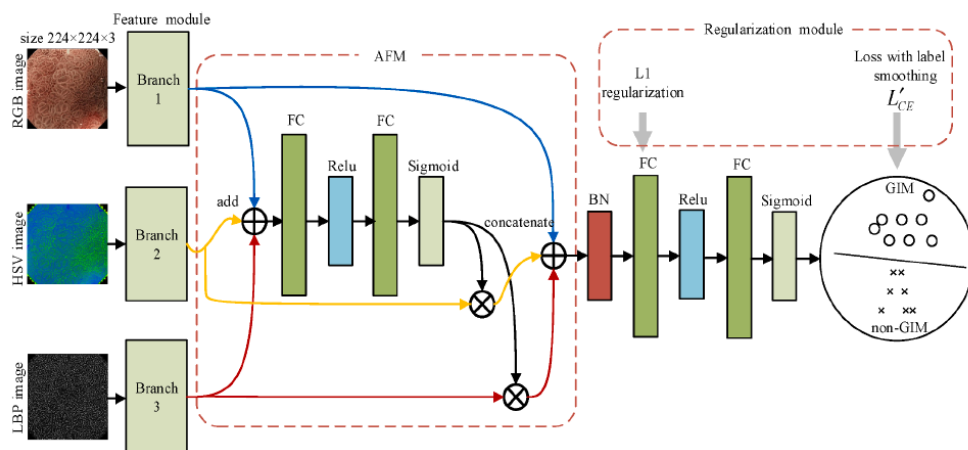 Feature module
size 224×224×3
RGB image
Branch
1
HSV image
Branch
2
LBP image
Branch
3
AFM
add
FC
Relu
FC
Sigmoid
concatenate
Regularization module
L1
regularization
Loss with label
smoothing
L'CE
BN
FC
Relu
FC
Sigmoid
GIM
non-GIM